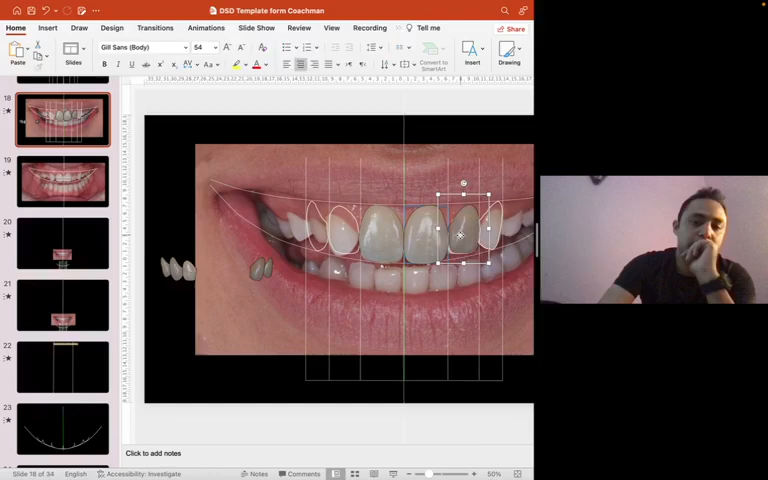 DSD Template form Coachman
Home Insert Draw Design Transitions Animations Slide Show Review Recording Tell me Share
Gill Sans (Body) 54
Paste Slides Convert to SmartArt Insert Drawing
18
19
20
21
22
23
Click to add notes
Slide 18 of 34 English Accessibility: Investigate Notes Comments 50%